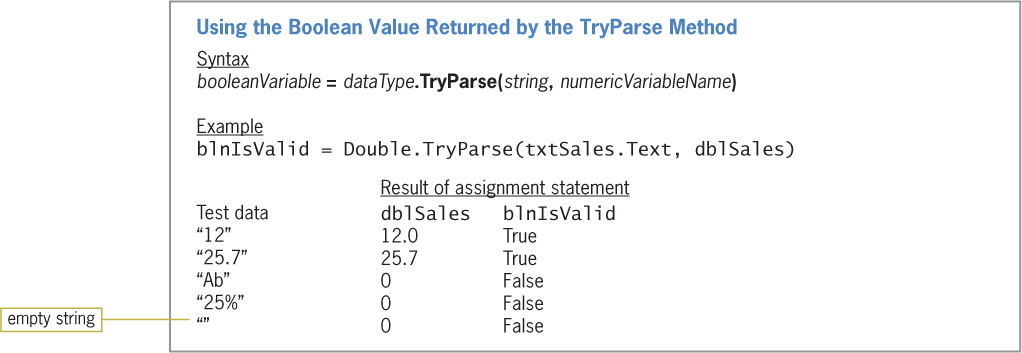 Using the Boolean Value Returned by the TryParse Method
Syntax
booleanVariable = dataType.TryParse(string, numericVariableName)
Example
blnIsValid = Double.TryParse(txtSales.Text, dblSales)
Result of assignment statement
Test data dblSales blnIsValid
“12” 12.0 True
“25.7” 25.7 True
“Ab” 0 False
“25%” 0 False
empty string “” 0 False